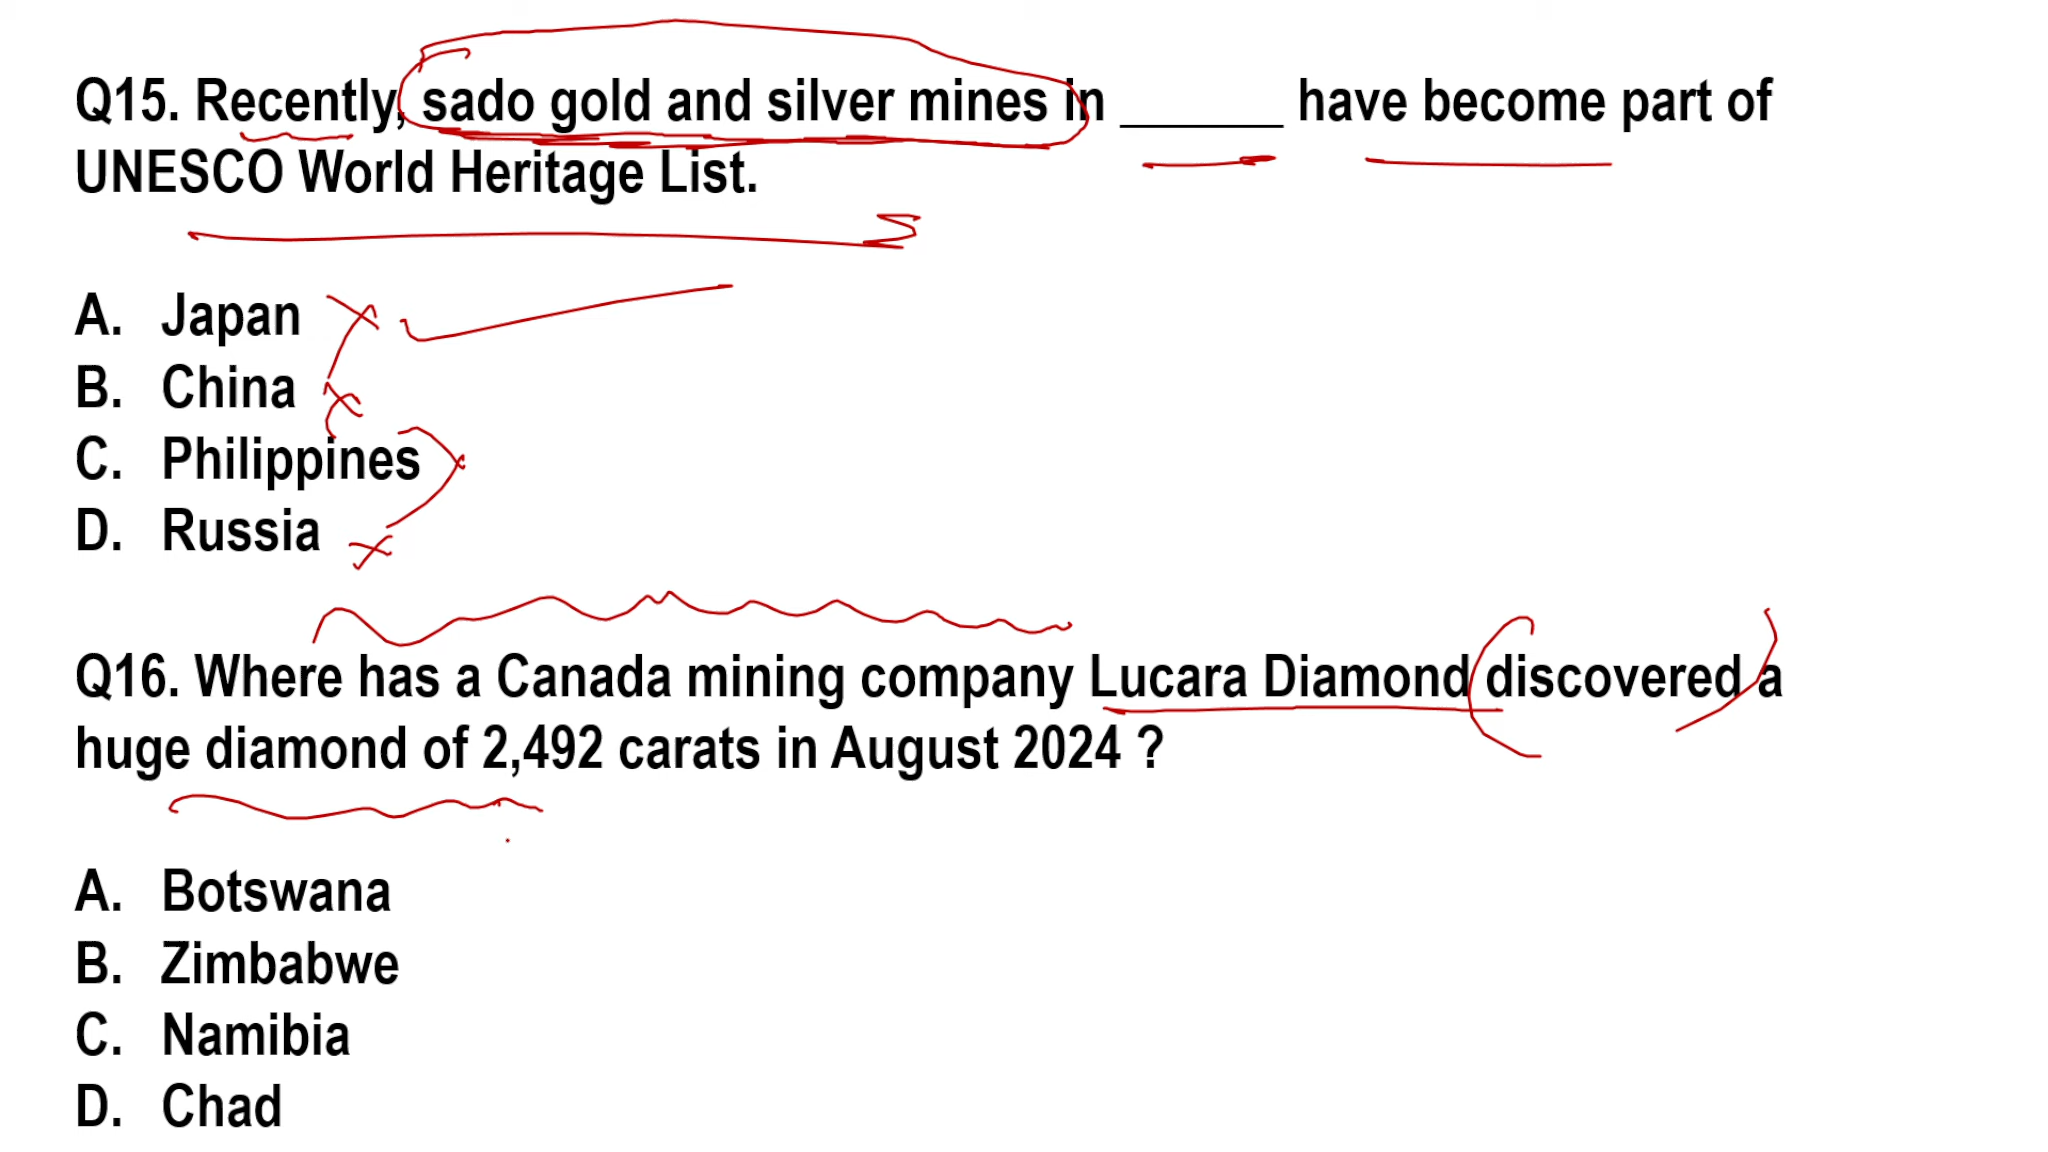 Q15. Recently, sado gold and silver mines in ______ have become part of
UNESCO World Heritage List.
A. Japan
B. China
C. Philippines
D. Russia
Q16. Where has a Canada mining company Lucara Diamond discovered a
huge diamond of 2,492 carats in August 2024 ?
A. Botswana
B. Zimbabwe
C. Namibia
D. Chad